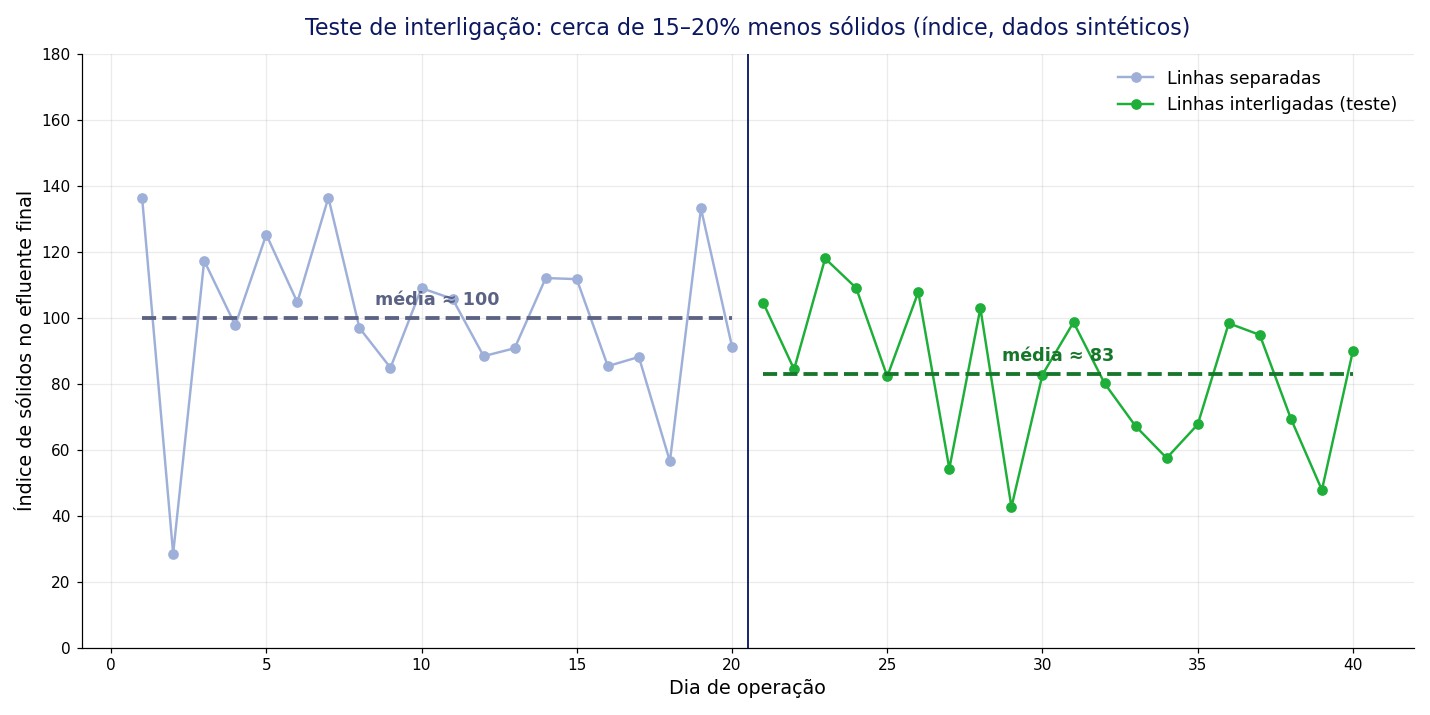 Teste de interligação: cerca de 15–20% menos sólidos (índice, dados sintéticos)
Linhas separadas
Linhas interligadas (teste)
Índice de sólidos no efluente final
180
160
140
120
100
80
60
40
20
0
média ≈ 100
média ≈ 83
0 5 10 15 20 25 30 35 40
Dia de operação